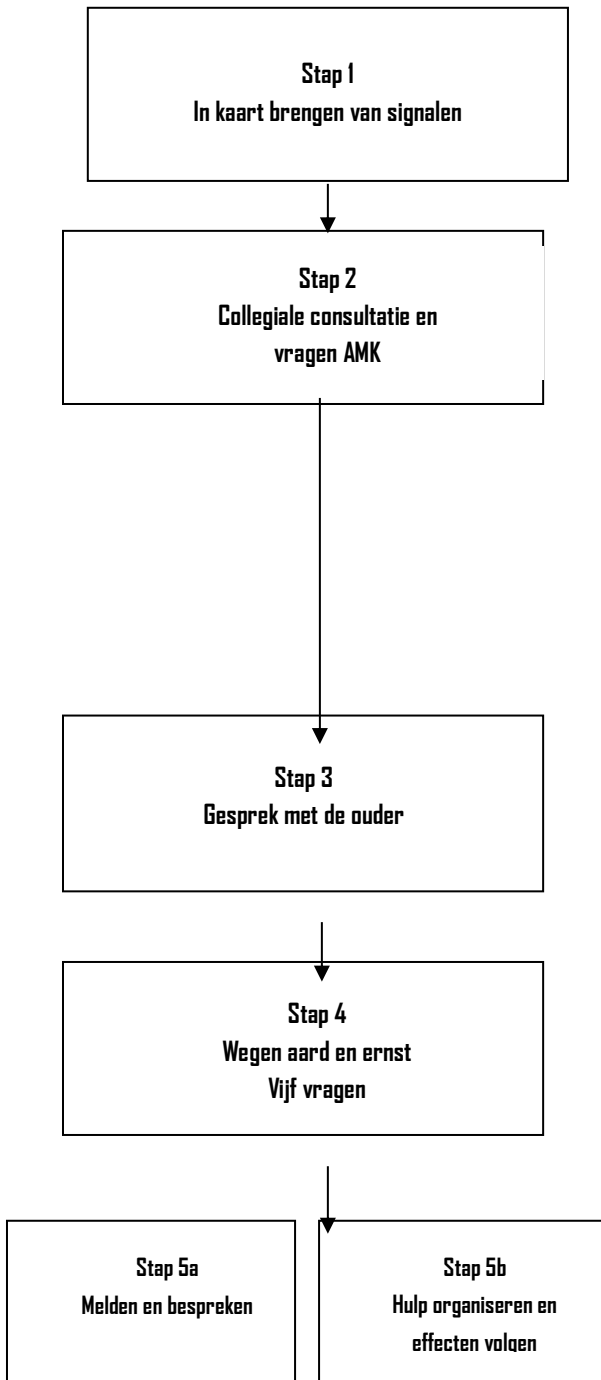 Stap 1
In kaart brengen van signalen
Stap 2
Collegiale consultatie en
vragen AMK
Stap 3
Gesprek met de ouder
Stap 4
Wegen aard en ernst
Vijf vragen
Stap 5a
Melden en bespreken
Stap 5b
Hulp organiseren en
effecten volgen